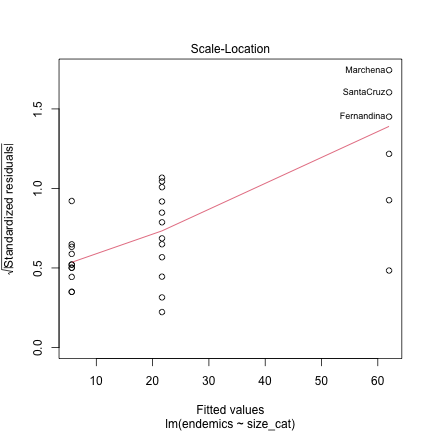 Scale-Location
√|Standardized residuals|
0.0
0.5
1.0
1.5
Marchena
SantaCruz
Fernandina
10 20 30 40 50 60
Fitted values
lm(endemics ~ size_cat)